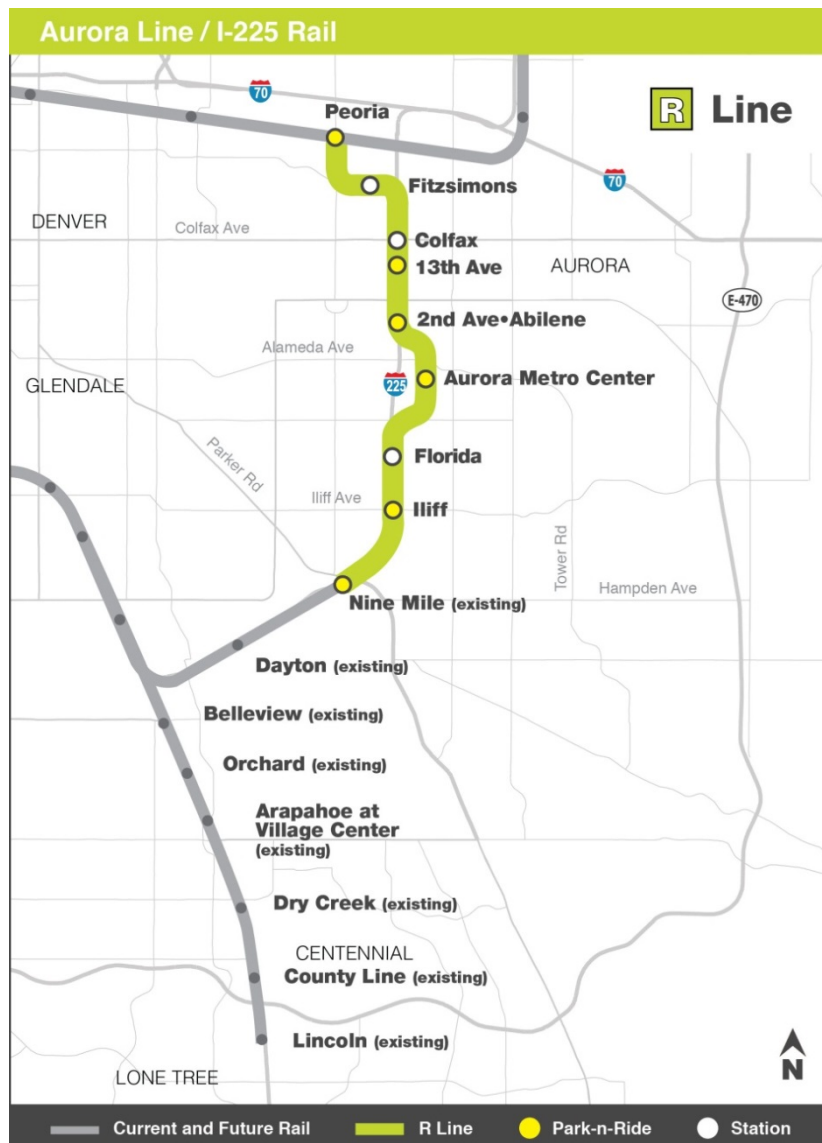 Aurora Line / I-225 Rail
70
Peoria
R Line
Fitzsimons
70
DENVER
Colfax Ave
Colfax
13th Ave
AURORA
E-470
2nd Ave•Abilene
Alameda Ave
GLENDALE
225
Aurora Metro Center
Parker Rd
Florida
Iliff Ave
Iliff
Tower Rd
Hampden Ave
Nine Mile (existing)
Dayton (existing)
Belleview (existing)
Orchard (existing)
Arapahoe at
Village Center
(existing)
Dry Creek (existing)
CENTENNIAL
County Line (existing)
Lincoln (existing)
LONE TREE
N
Current and Future Rail
R Line
Park-n-Ride
Station